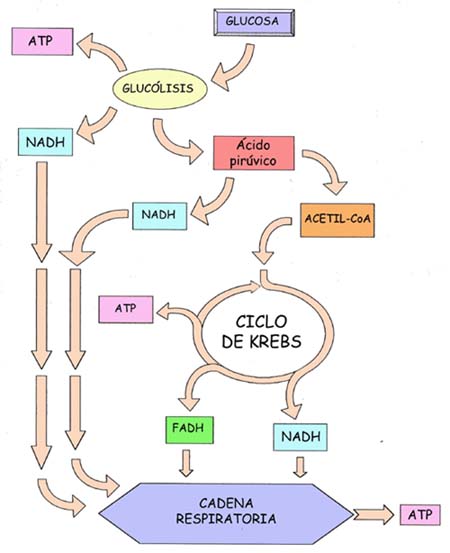 GLUCOSA
ATP
GLUCÓLISIS
NADH
Ácido
pirúvico
NADH
ACETIL-CoA
ATP
CICLO
DE KREBS
FADH
NADH
CADENA
RESPIRATORIA
ATP